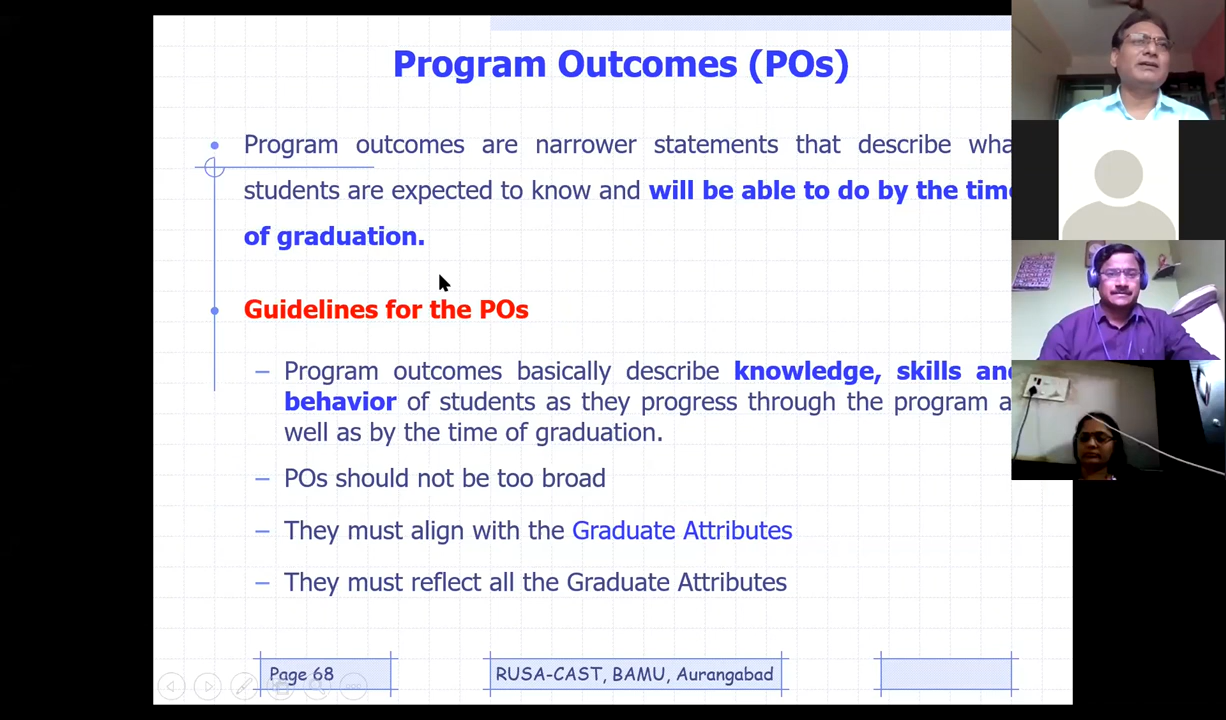 Program Outcomes (POs)
Program outcomes are narrower statements that describe wha
students are expected to know and will be able to do by the tim
of graduation.
Guidelines for the POs
– Program outcomes basically describe knowledge, skills an
behavior of students as they progress through the program a
well as by the time of graduation.
– POs should not be too broad
– They must align with the Graduate Attributes
– They must reflect all the Graduate Attributes
Page 68
RUSA-CAST, BAMU, Aurangabad